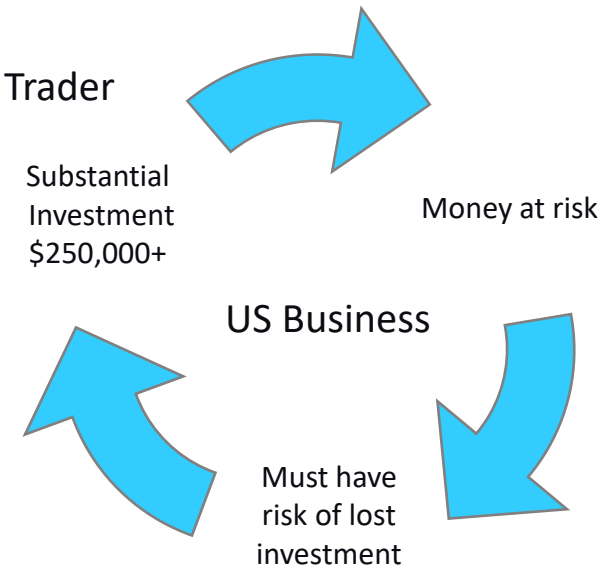 Trader
Substantial
Investment
$250,000+
Money at risk
US Business
Must have
risk of lost
investment